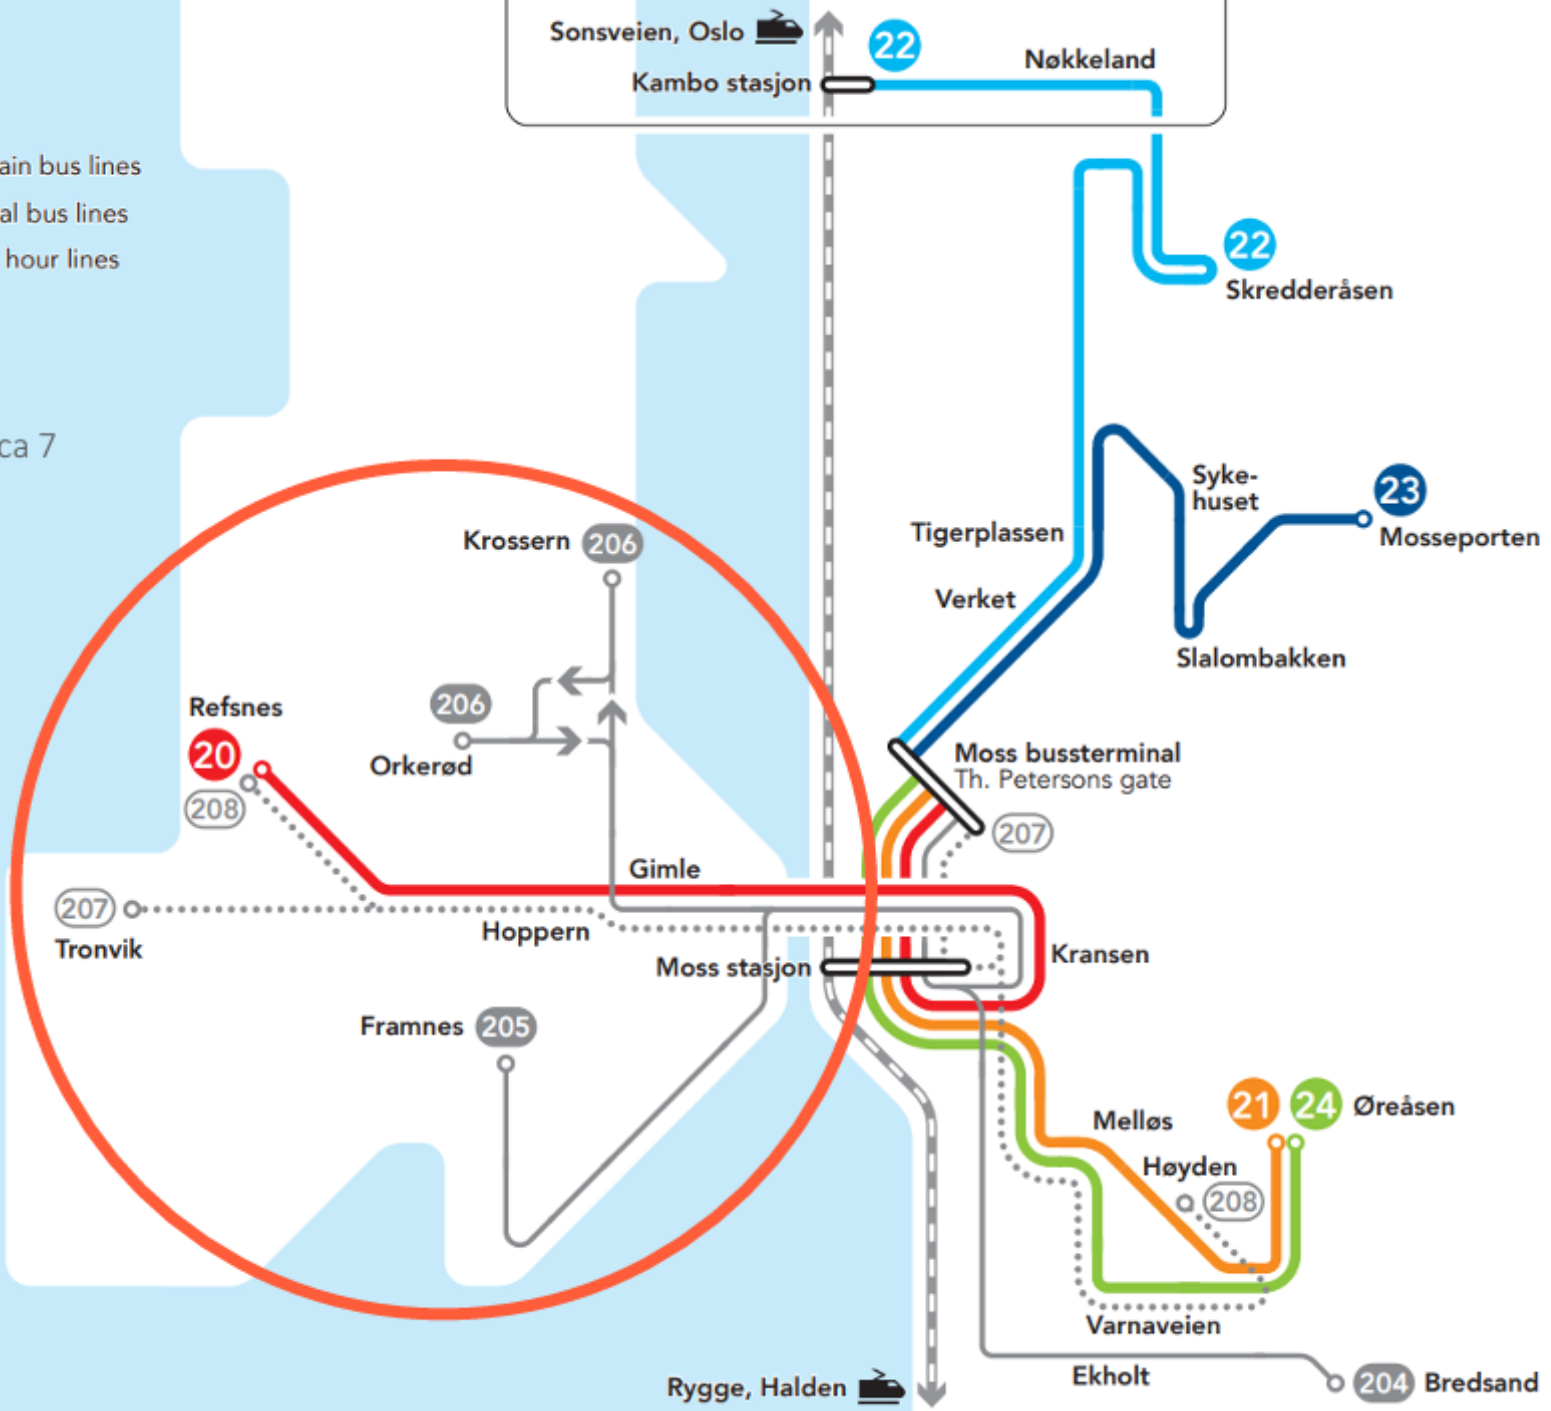 Sonsveien, Oslo
22
Nøkkeland
Kambo stasjon
ain bus lines
al bus lines
hour lines
22
Skredderåsen
ca 7
Syke-
huset
23
Mosseporten
Tigerplassen
Verket
Slalombakken
Krossern 206
Refsnes
206
20
Orkerød
208
Moss bussterminal
Th. Petersons gate
207
Gimle
207
Hoppern
Tronvik
Kransen
Moss stasjon
Framnes 205
21 24 Øreåsen
Melløs
Høyden
208
Varnaveien
Ekholt
Rygge, Halden
204 Bredsand